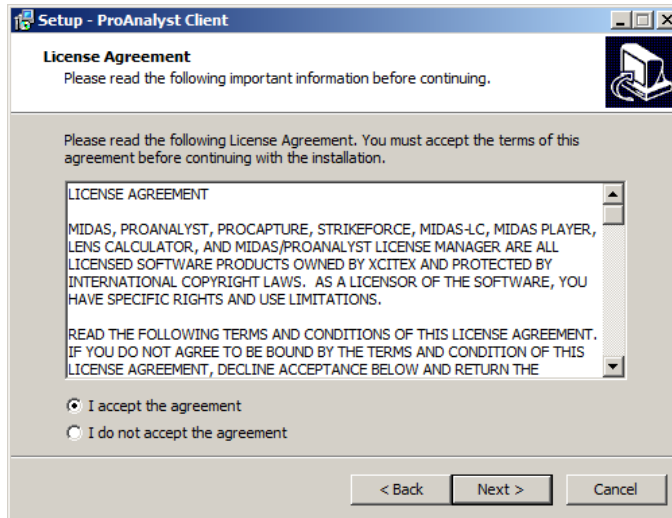 Setup - ProAnalyst Client
License Agreement
Please read the following important information before continuing.
Please read the following License Agreement. You must accept the terms of this
agreement before continuing with the installation.
LICENSE AGREEMENT
MIDAS, PROANALYST, PROCAPTURE, STRIKEFORCE, MIDAS-LC, MIDAS PLAYER,
LENS CALCULATOR, AND MIDAS/PROANALYST LICENSE MANAGER ARE ALL
LICENSED SOFTWARE PRODUCTS OWNED BY XCITEX AND PROTECTED BY
INTERNATIONAL COPYRIGHT LAWS.  AS A LICENSOR OF THE SOFTWARE, YOU
HAVE SPECIFIC RIGHTS AND USE LIMITATIONS.
READ THE FOLLOWING TERMS AND CONDITIONS OF THIS LICENSE AGREEMENT.
IF YOU DO NOT AGREE TO BE BOUND BY THE TERMS AND CONDITION OF THIS
LICENSE AGREEMENT, DECLINE ACCEPTANCE BELOW AND RETURN THE
I accept the agreement
I do not accept the agreement
< Back Next > Cancel